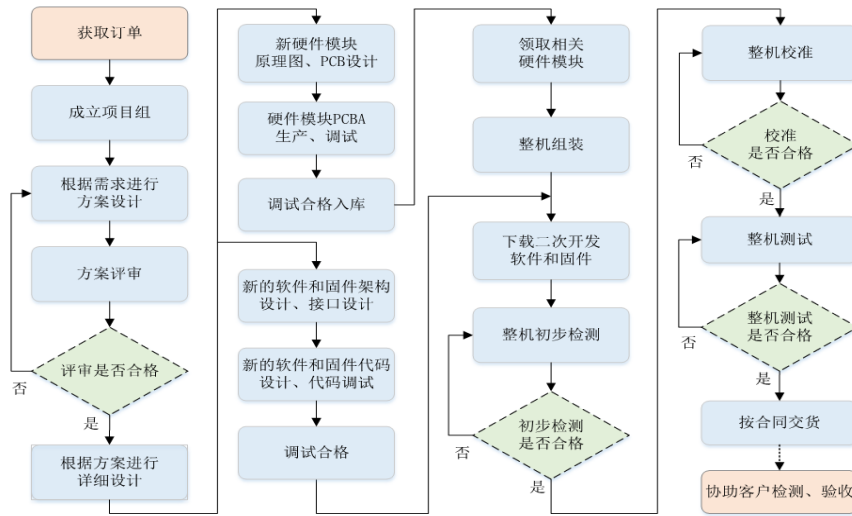 获取订单
成立项目组
根据需求进行
方案设计
方案评审
评审是否合格
否
是
根据方案进行
详细设计
新硬件模块
原理图、PCB设计
硬件模块PCBA
生产、调试
调试合格入库
新的软件和固件架构
设计、接口设计
新的软件和固件代码
设计、代码调试
调试合格
领取相关
硬件模块
整机组装
下载二次开发
软件和固件
整机初步检测
初步检测
是否合格
否
是
整机校准
校准
是否合格
否
是
整机测试
整机测试
是否合格
否
是
按合同交货
协助客户检测、验收